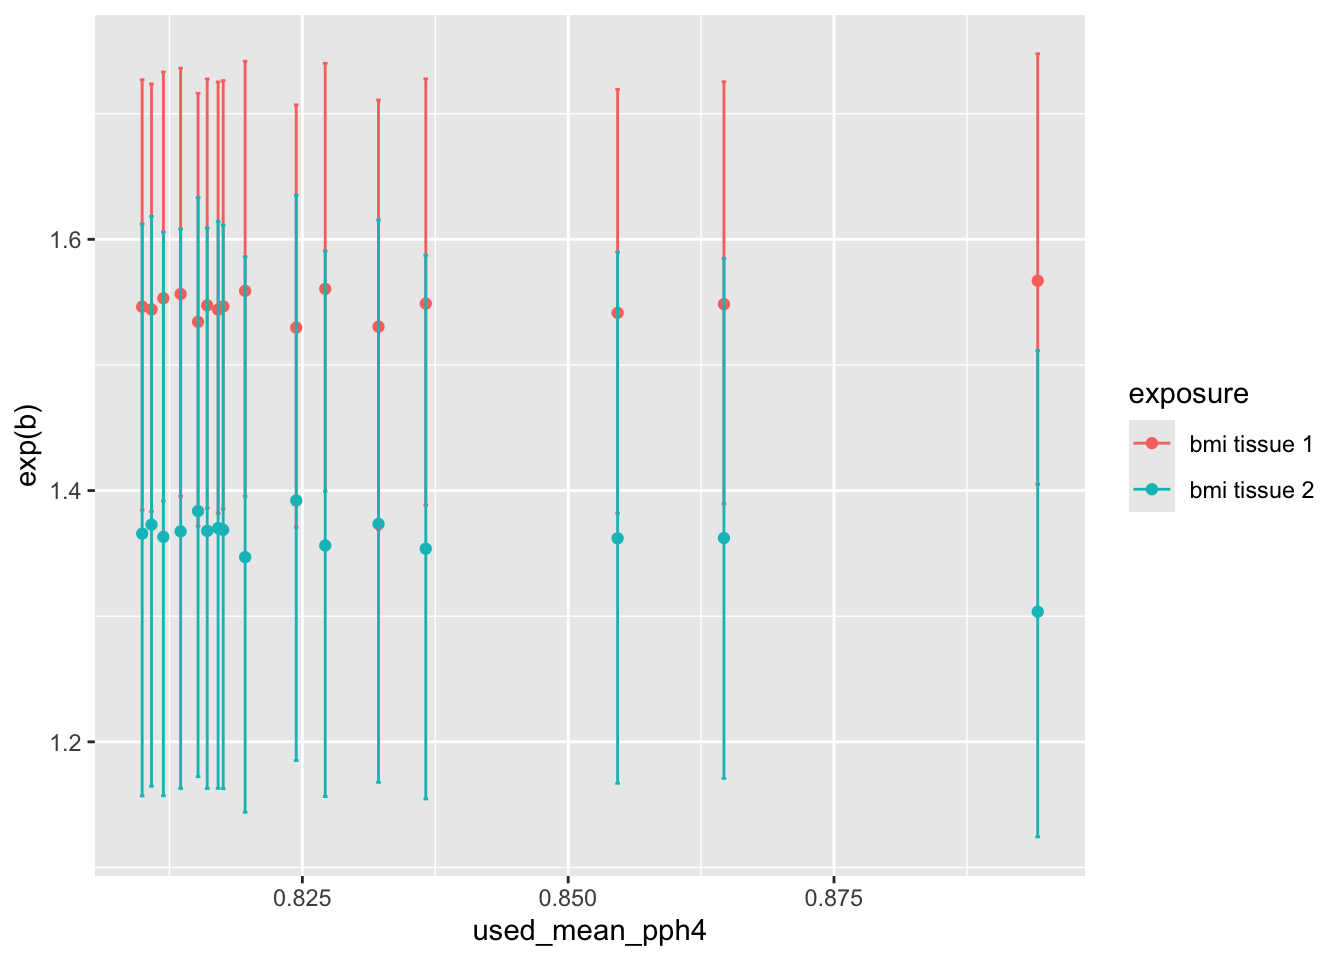 exp(b)
1.6
1.4
1.2
0.825 0.850 0.875
used_mean_pph4
exposure
bmi tissue 1
bmi tissue 2